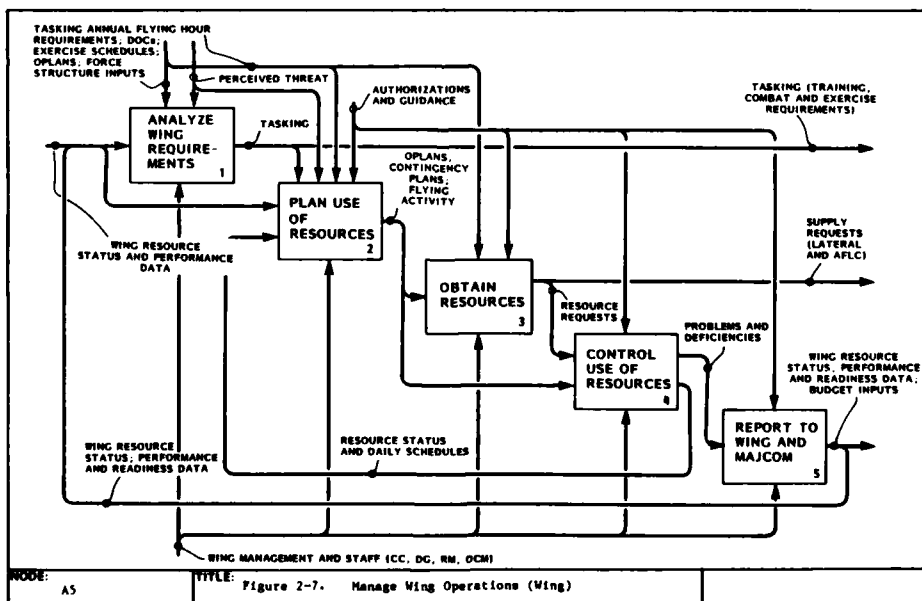 TASKING ANNUAL FLYING HOUR
REQUIREMENTS; DOCs;
EXERCISE SCHEDULES;
OPLANS; FORCE
STRUCTURE INPUTS
PERCEIVED THREAT
AUTHORIZATIONS
AND GUIDANCE
TASKING (TRAINING,
COMBAT AND EXERCISE
REQUIREMENTS)
ANALYZE
WING
REQUIRE-
MENTS
1
TASKING
OPLANS,
CONTINGENCY
PLANS;
FLYING
ACTIVITY
PLAN USE
OF
RESOURCES
2
WING RESOURCE
STATUS AND PERFORMANCE
DATA
SUPPLY
REQUESTS
(LATERAL
AND AFLC)
OBTAIN
RESOURCES
3
RESOURCE
REQUESTS
PROBLEMS AND
DEFICIENCIES
CONTROL
USE OF
RESOURCES
4
WING RESOURCE
STATUS, PERFORMANCE
AND READINESS DATA;
BUDGET INPUTS
REPORT TO
WING AND
MAJCOM
5
WING RESOURCE
STATUS; PERFORMANCE
AND READINESS DATA
RESOURCE STATUS
AND DAILY SCHEDULES
WING MANAGEMENT AND STAFF (CC, DG, RM, DCM)
NODE:
A5
TITLE:
Figure 2-7. Manage Wing Operations (Wing)